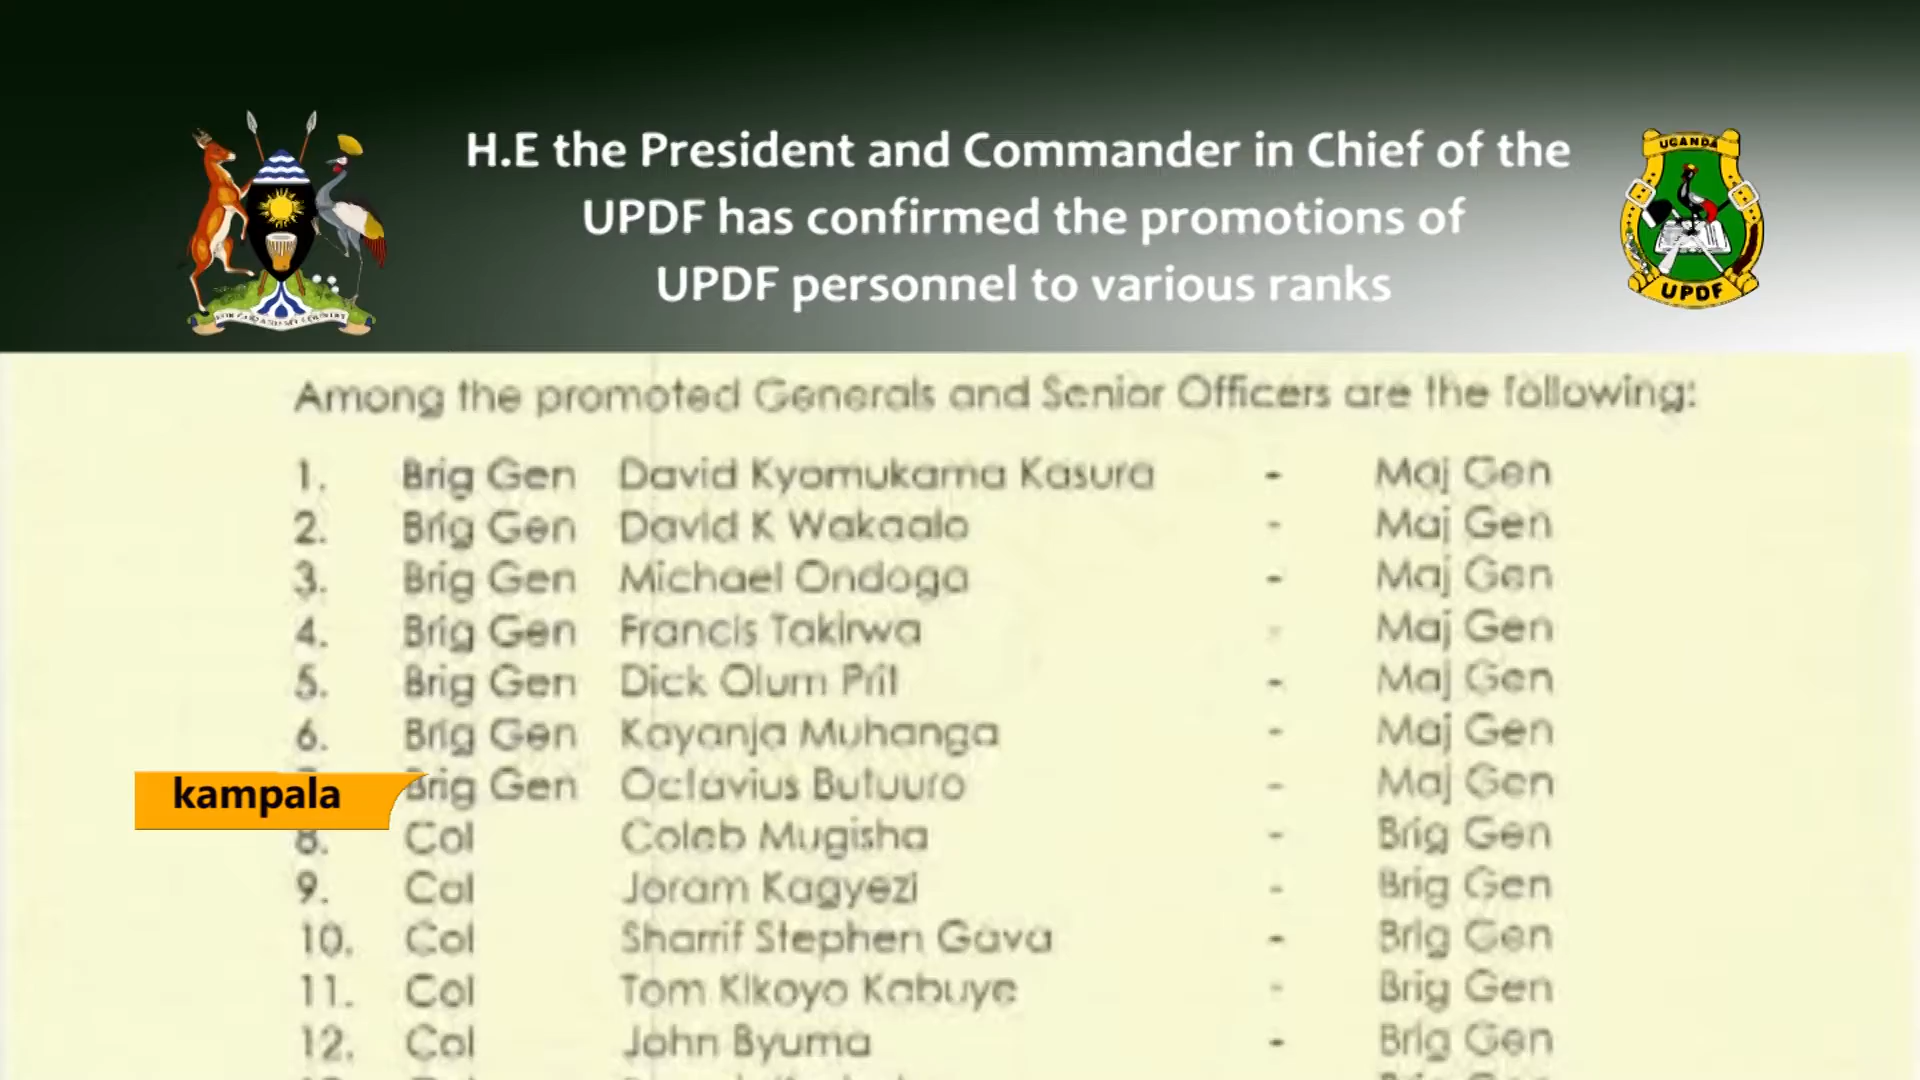 H.E the President and Commander in Chief of the
UPDF has confirmed the promotions of
UPDF personnel to various ranks
UGANDA
UPDF
Among the promoted Generals and Senior Officers are the following:
1. Brig Gen David Kyomukama Kasura - Maj Gen
2. Brig Gen David K Wakaalo - Maj Gen
3. Brig Gen Michael Ondoga - Maj Gen
4. Brig Gen Francis Takirwa - Maj Gen
5. Brig Gen Dick Olum Prit - Maj Gen
6. Brig Gen Kayanja Muhanga - Maj Gen
Brig Gen Octavius Butuuro - Maj Gen
kampala
8. Col Caleb Mugisha - Brig Gen
9. Col Joram Kagyezi - Brig Gen
10. Col Sharrif Stephen Gava - Brig Gen
11. Col Tom Kikoyo Kabuye - Brig Gen
12. Col John Byuma - Brig Gen